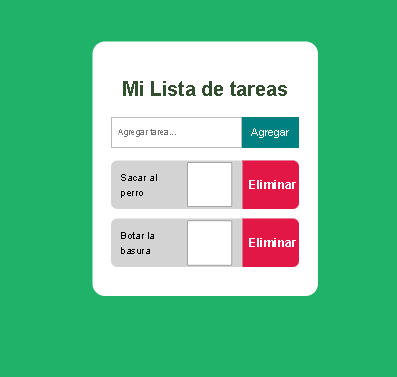 Mi Lista de tareas
Agregar tarea...
Agregar
Sacar al
perro
Eliminar
Botar la
basura
Eliminar